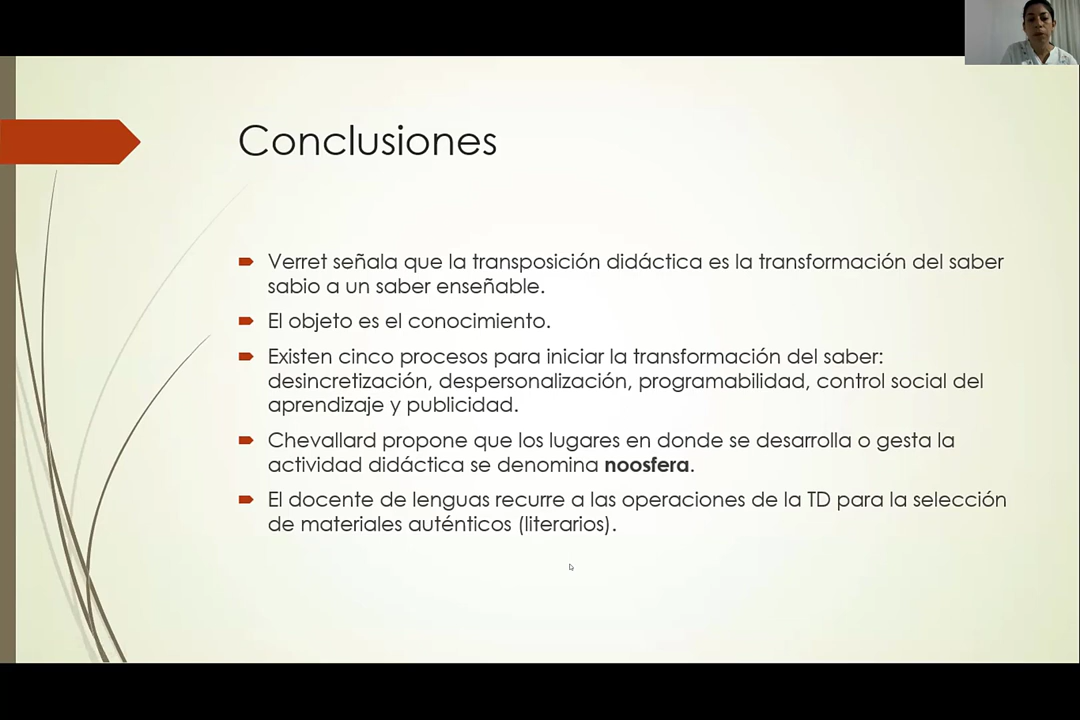 Conclusiones
Verret señala que la transposición didáctica es la transformación del saber
sabio a un saber enseñable.
El objeto es el conocimiento.
Existen cinco procesos para iniciar la transformación del saber:
desincretización, despersonalización, programabilidad, control social del
aprendizaje y publicidad.
Chevallard propone que los lugares en donde se desarrolla o gesta la
actividad didáctica se denomina noosfera.
El docente de lenguas recurre a las operaciones de la TD para la selección
de materiales auténticos (literarios).